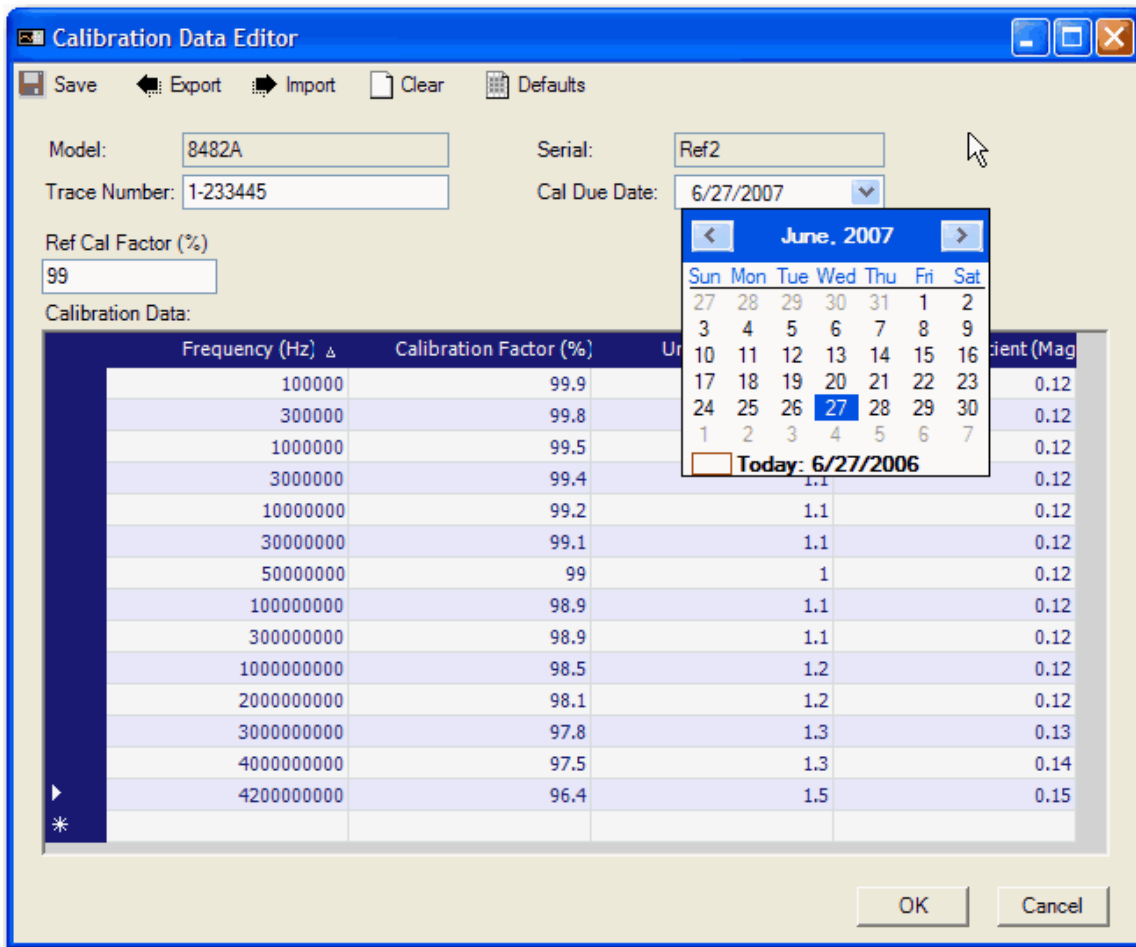 Calibration Data Editor
Save Export Import Clear Defaults
Model: 8482A Serial: Ref2
Trace Number: 1-233445 Cal Due Date: 6/27/2007
Ref Cal Factor (%)
99
June, 2007
Sun Mon Tue Wed Thu Fri Sat
27 28 29 30 31 1 2
3 4 5 6 7 8 9
10 11 12 13 14 15 16
17 18 19 20 21 22 23
24 25 26 27 28 29 30
1 2 3 4 5 6 7
Today: 6/27/2006
Calibration Data:
Frequency (Hz) Calibration Factor (%) Un cient (Mag
100000 99.9 0.12
300000 99.8 0.12
1000000 99.5 0.12
3000000 99.4 1.1 0.12
10000000 99.2 1.1 0.12
30000000 99.1 1.1 0.12
50000000 99 1 0.12
100000000 98.9 1.1 0.12
300000000 98.9 1.1 0.12
1000000000 98.5 1.2 0.12
2000000000 98.1 1.2 0.12
3000000000 97.8 1.3 0.13
4000000000 97.5 1.3 0.14
4200000000 96.4 1.5 0.15
OK Cancel